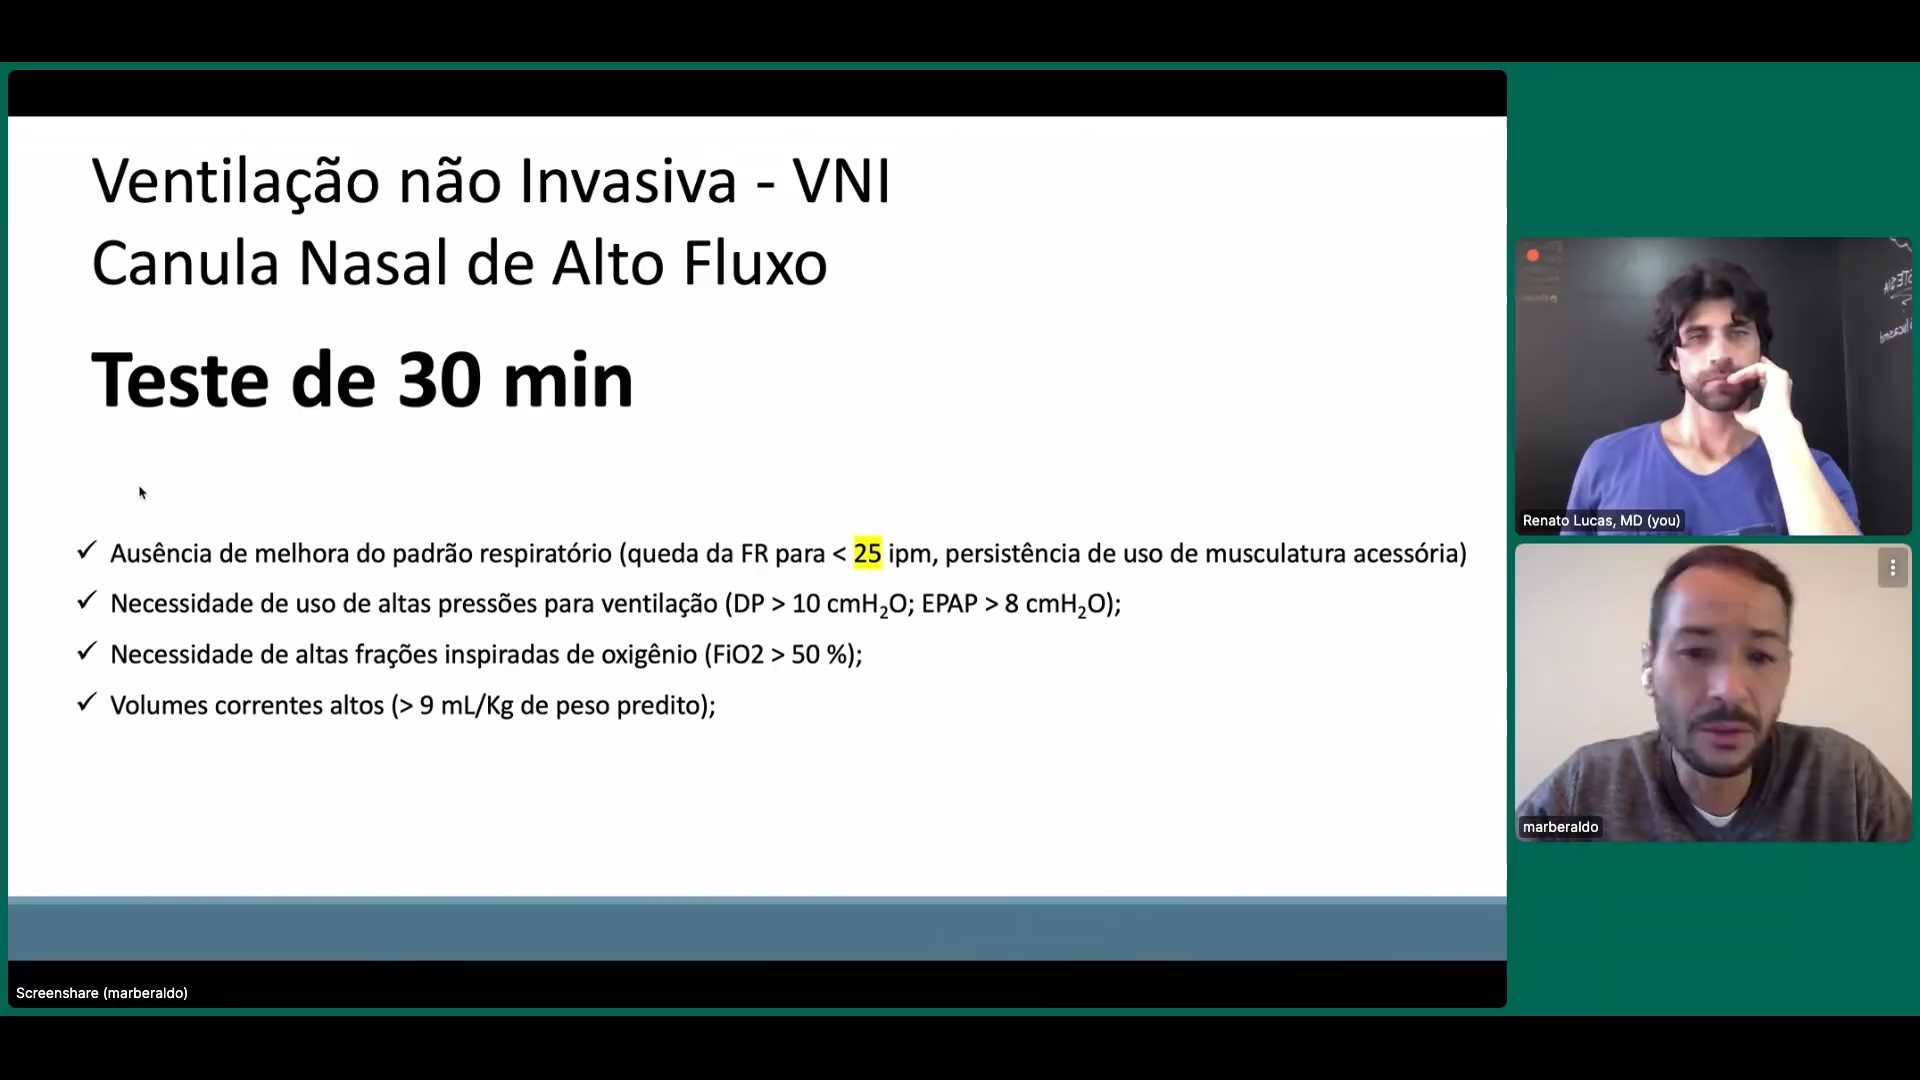 Ventilação não Invasiva - VNI
Canula Nasal de Alto Fluxo
Teste de 30 min
✓ Ausência de melhora do padrão respiratório (queda da FR para < 25 ipm, persistência de uso de musculatura acessória)
✓ Necessidade de uso de altas pressões para ventilação (DP > 10 cmH₂O; EPAP > 8 cmH₂O);
✓ Necessidade de altas frações inspiradas de oxigênio (FiO2 > 50 %);
✓ Volumes correntes altos (> 9 mL/Kg de peso predito);
Screenshare (marberaldo)
Renato Lucas, MD (you)
marberaldo